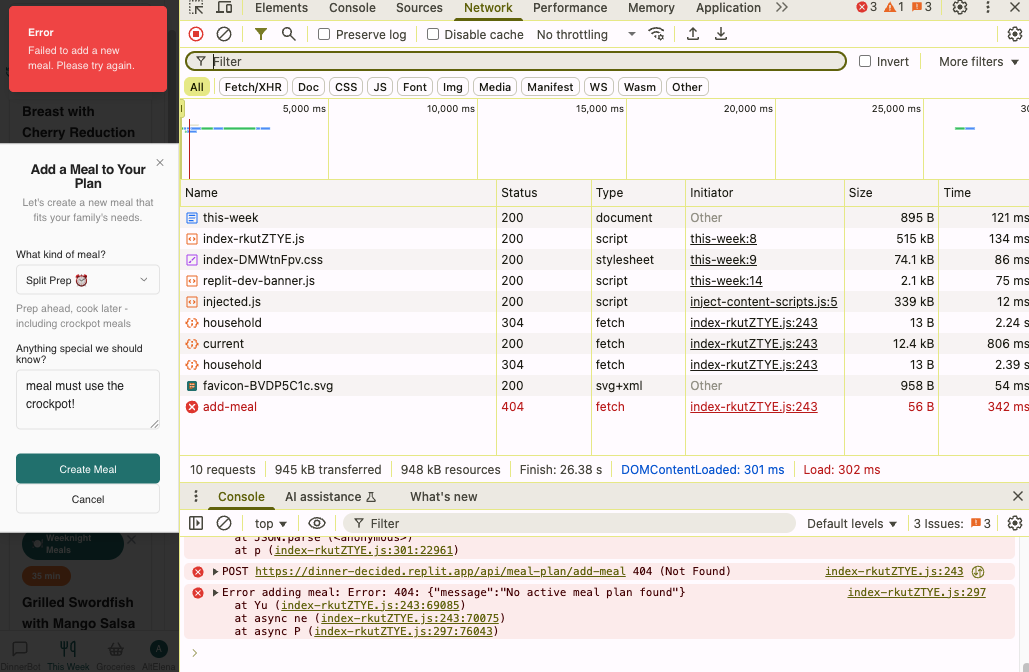 Error
Failed to add a new
meal. Please try again.
Breast with
Cherry Reduction
Add a Meal to Your
Plan
Let's create a new meal that
fits your family's needs.
What kind of meal?
Split Prep ⏰
Prep ahead, cook later -
including crockpot meals
Anything special we should
know?
meal must use the
crockpot!
Create Meal
Cancel
Weeknight
Meals
35 min
Grilled Swordfish
with Mango Salsa
DinnerBot This Week Groceries AllElena
A
Elements Console Sources Network Performance Memory Application 3 1 3
Preserve log Disable cache No throttling
Filter Invert More filters
All Fetch/XHR Doc CSS JS Font Img Media Manifest WS Wasm Other
5,000 ms 10,000 ms 15,000 ms 20,000 ms 25,000 ms 30
Name Status Type Initiator Size Time
this-week 200 document Other 895 B 121 ms
index-rkutZTYE.js 200 script this-week:8 515 kB 134 ms
index-DMWtnFpv.css 200 stylesheet this-week:9 74.1 kB 86 ms
replit-dev-banner.js 200 script this-week:14 2.1 kB 75 ms
injected.js 200 script inject-content-scripts.js:5 339 kB 12 ms
household 304 fetch index-rkutZTYE.js:243 13 B 2.24 s
current 200 fetch index-rkutZTYE.js:243 12.4 kB 806 ms
household 304 fetch index-rkutZTYE.js:243 13 B 2.39 s
favicon-BVDP5C1c.svg 200 svg+xml Other 958 B 54 ms
add-meal 404 fetch index-rkutZTYE.js:243 56 B 342 ms
10 requests 945 kB transferred 948 kB resources Finish: 26.38 s DOMContentLoaded: 301 ms Load: 302 ms
Console AI assistance What's new
top Filter Default levels 3 Issues: 3
at JSON.parse (<anonymous>)
at p (index-rkutZTYE.js:301:22961)
POST https://dinner-decided.replit.app/api/meal-plan/add-meal 404 (Not Found) index-rkutZTYE.js:243
Error adding meal: Error: 404: {"message":"No active meal plan found"} index-rkutZTYE.js:297
at Yu (index-rkutZTYE.js:243:69085)
at async ne (index-rkutZTYE.js:243:70075)
at async P (index-rkutZTYE.js:297:76043)